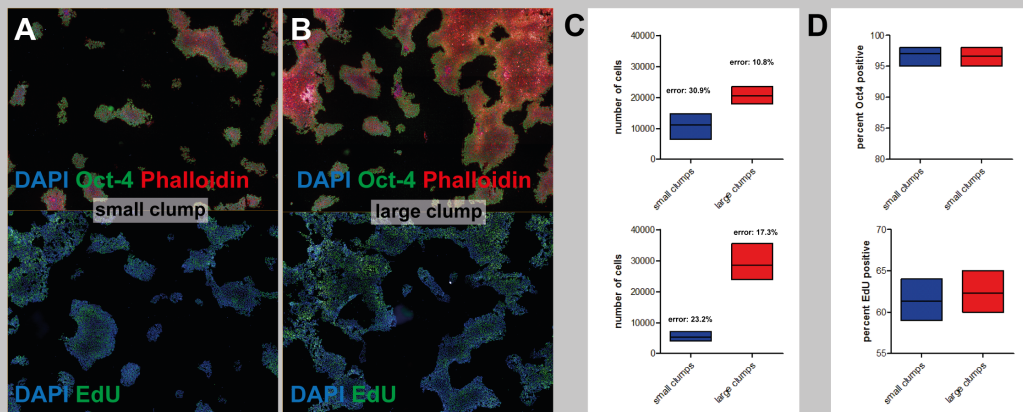 A
DAPI Oct-4 Phalloidin
small clump
DAPI EdU
B
DAPI Oct-4 Phalloidin
large clump
DAPI EdU
C
number of cells
40000
30000
20000
10000
0
error: 30.9%
error: 10.8%
small clumps
large clumps
number of cells
40000
30000
20000
10000
0
error: 23.2%
error: 17.3%
small clumps
large clumps
D
percent Oct4 positive
100
95
90
85
80
small clumps
small clumps
percent EdU positive
70
65
60
55
small clumps
large clumps